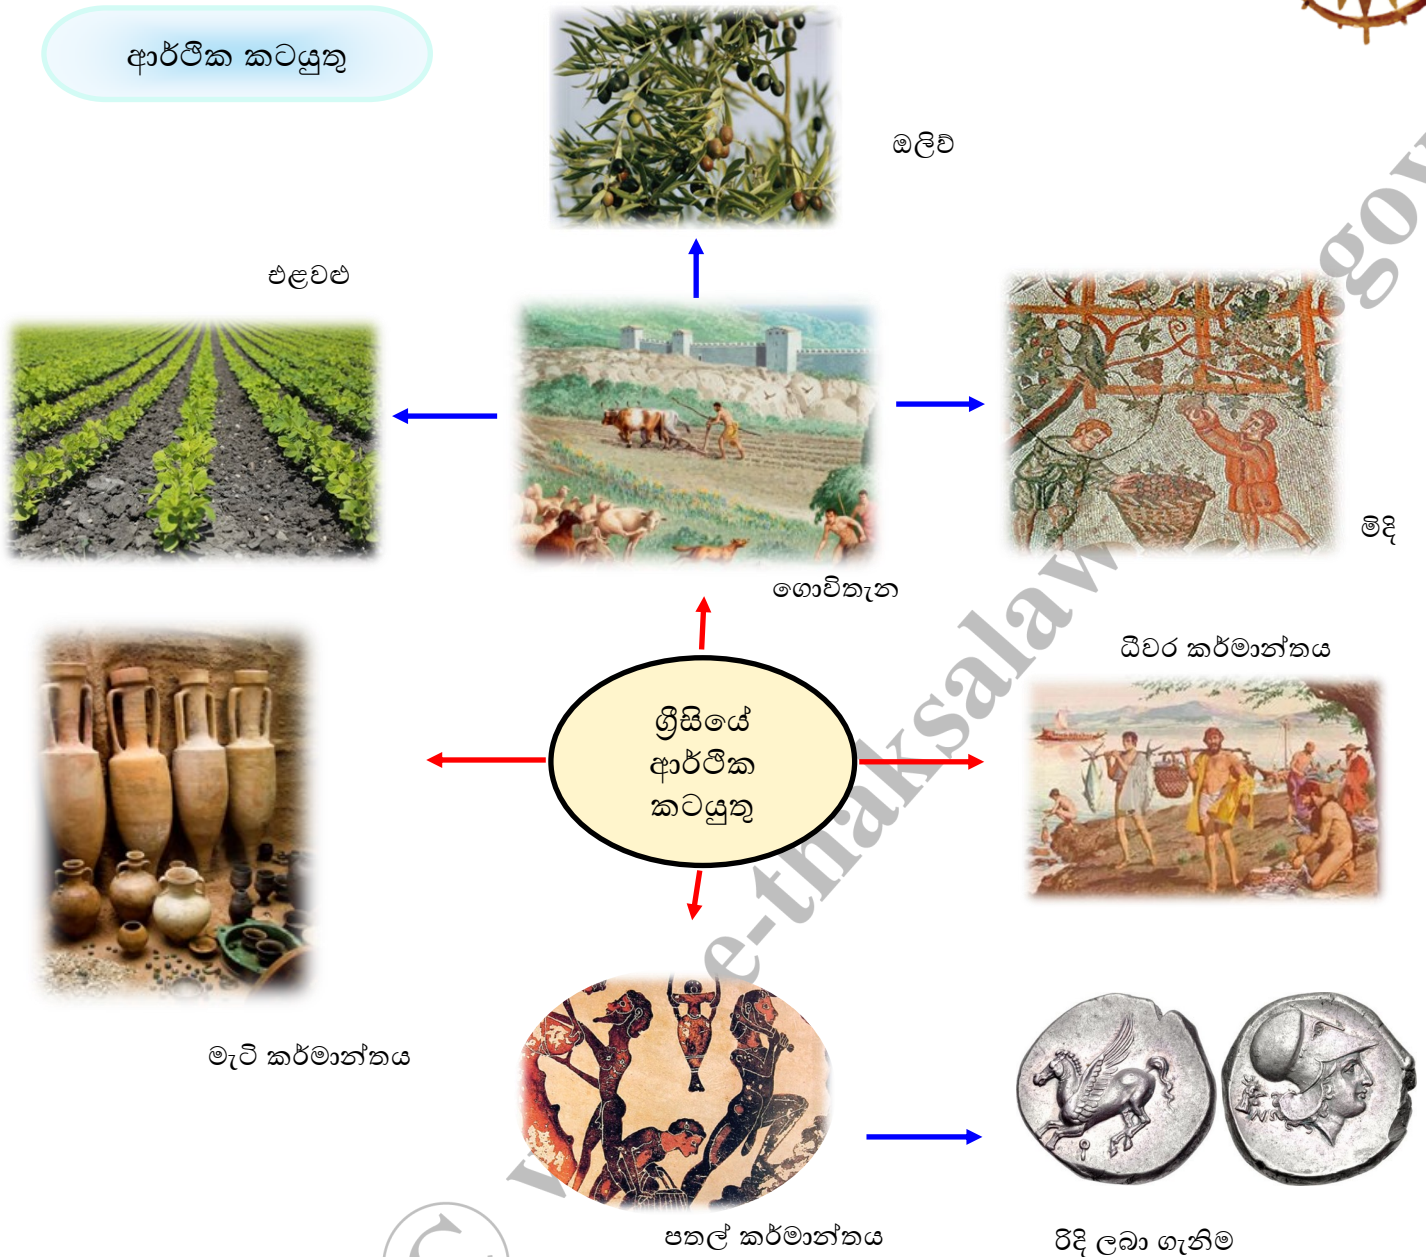 ආර්ථික කටයුතු
ඔලිව්
එළවළු
මිදි
ගොවිතැන
ධීවර කර්මාන්තය
ග්‍රීසියේ
ආර්ථික
කටයුතු
මැටි කර්මාන්තය
පතල් කර්මාන්තය
රිදි ලබා ගැනිම
e-thaksalawa
.gov